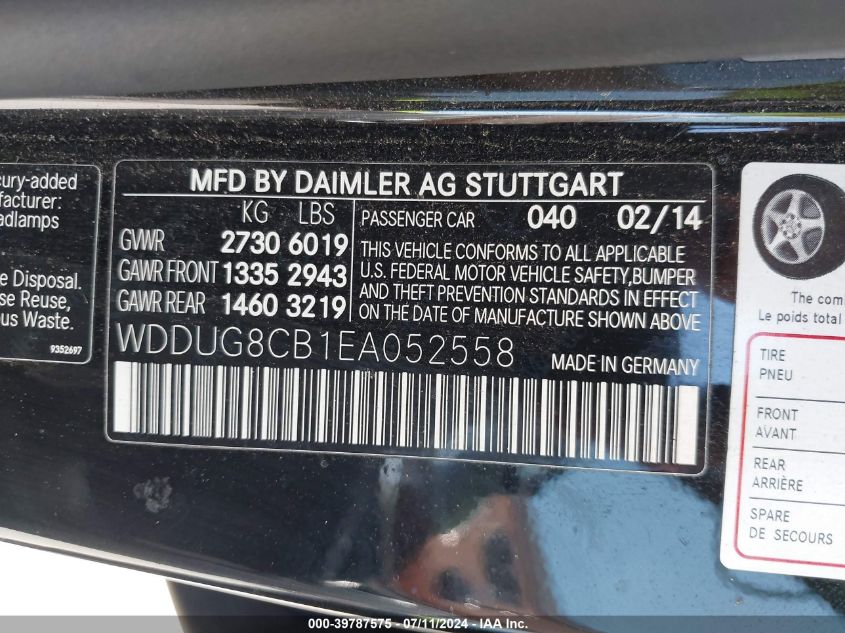 cury-added
facturer:
eadlamps
e Disposal.
se Reuse,
ous Waste.
9352697
MFD BY DAIMLER AG STUTTGART
KG LBS
GWR 2730 6019
GAWR FRONT 1335 2943
GAWR REAR 1460 3219
PASSENGER CAR 040 02/14
THIS VEHICLE CONFORMS TO ALL APPLICABLE
U.S. FEDERAL MOTOR VEHICLE SAFETY,BUMPER
AND THEFT PREVENTION STANDARDS IN EFFECT
ON THE DATE OF MANUFACTURE SHOWN ABOVE.
WDDUG8CB1EA052558 MADE IN GERMANY
The com
Le poids total
TIRE
PNEU
FRONT
AVANT
REAR
ARRIÈRE
SPARE
DE SECOURS
000-39787575 - 07/11/2024 - IAA Inc.